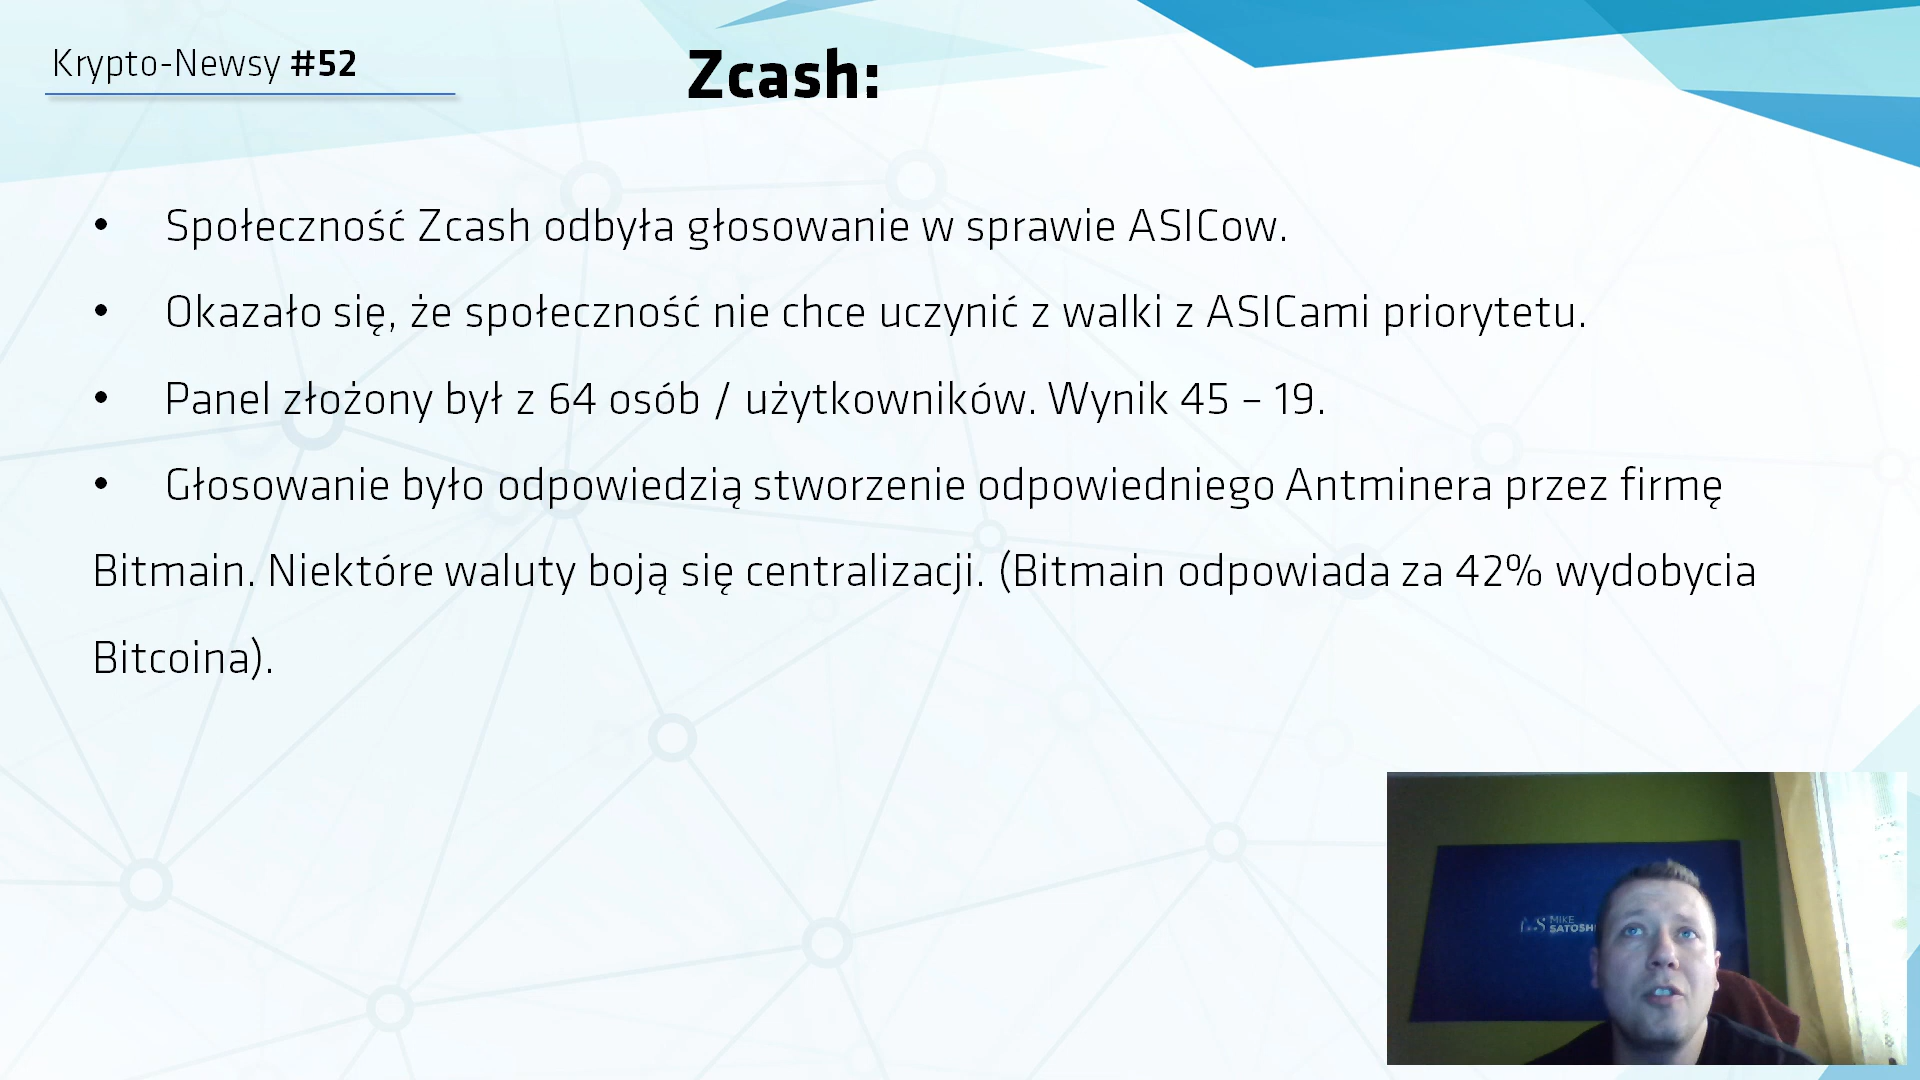 Krypto-Newsy #52
Zcash:
• Społeczność Zcash odbyła głosowanie w sprawie ASICow.
• Okazało się, że społeczność nie chce uczynić z walki z ASICami priorytetu.
• Panel złożony był z 64 osób / użytkowników. Wynik 45 – 19.
• Głosowanie było odpowiedzią stworzenie odpowiedniego Antminera przez firmę
Bitmain. Niektóre waluty boją się centralizacji. (Bitmain odpowiada za 42% wydobycia
Bitcoina).
MIKE
SATOSHI